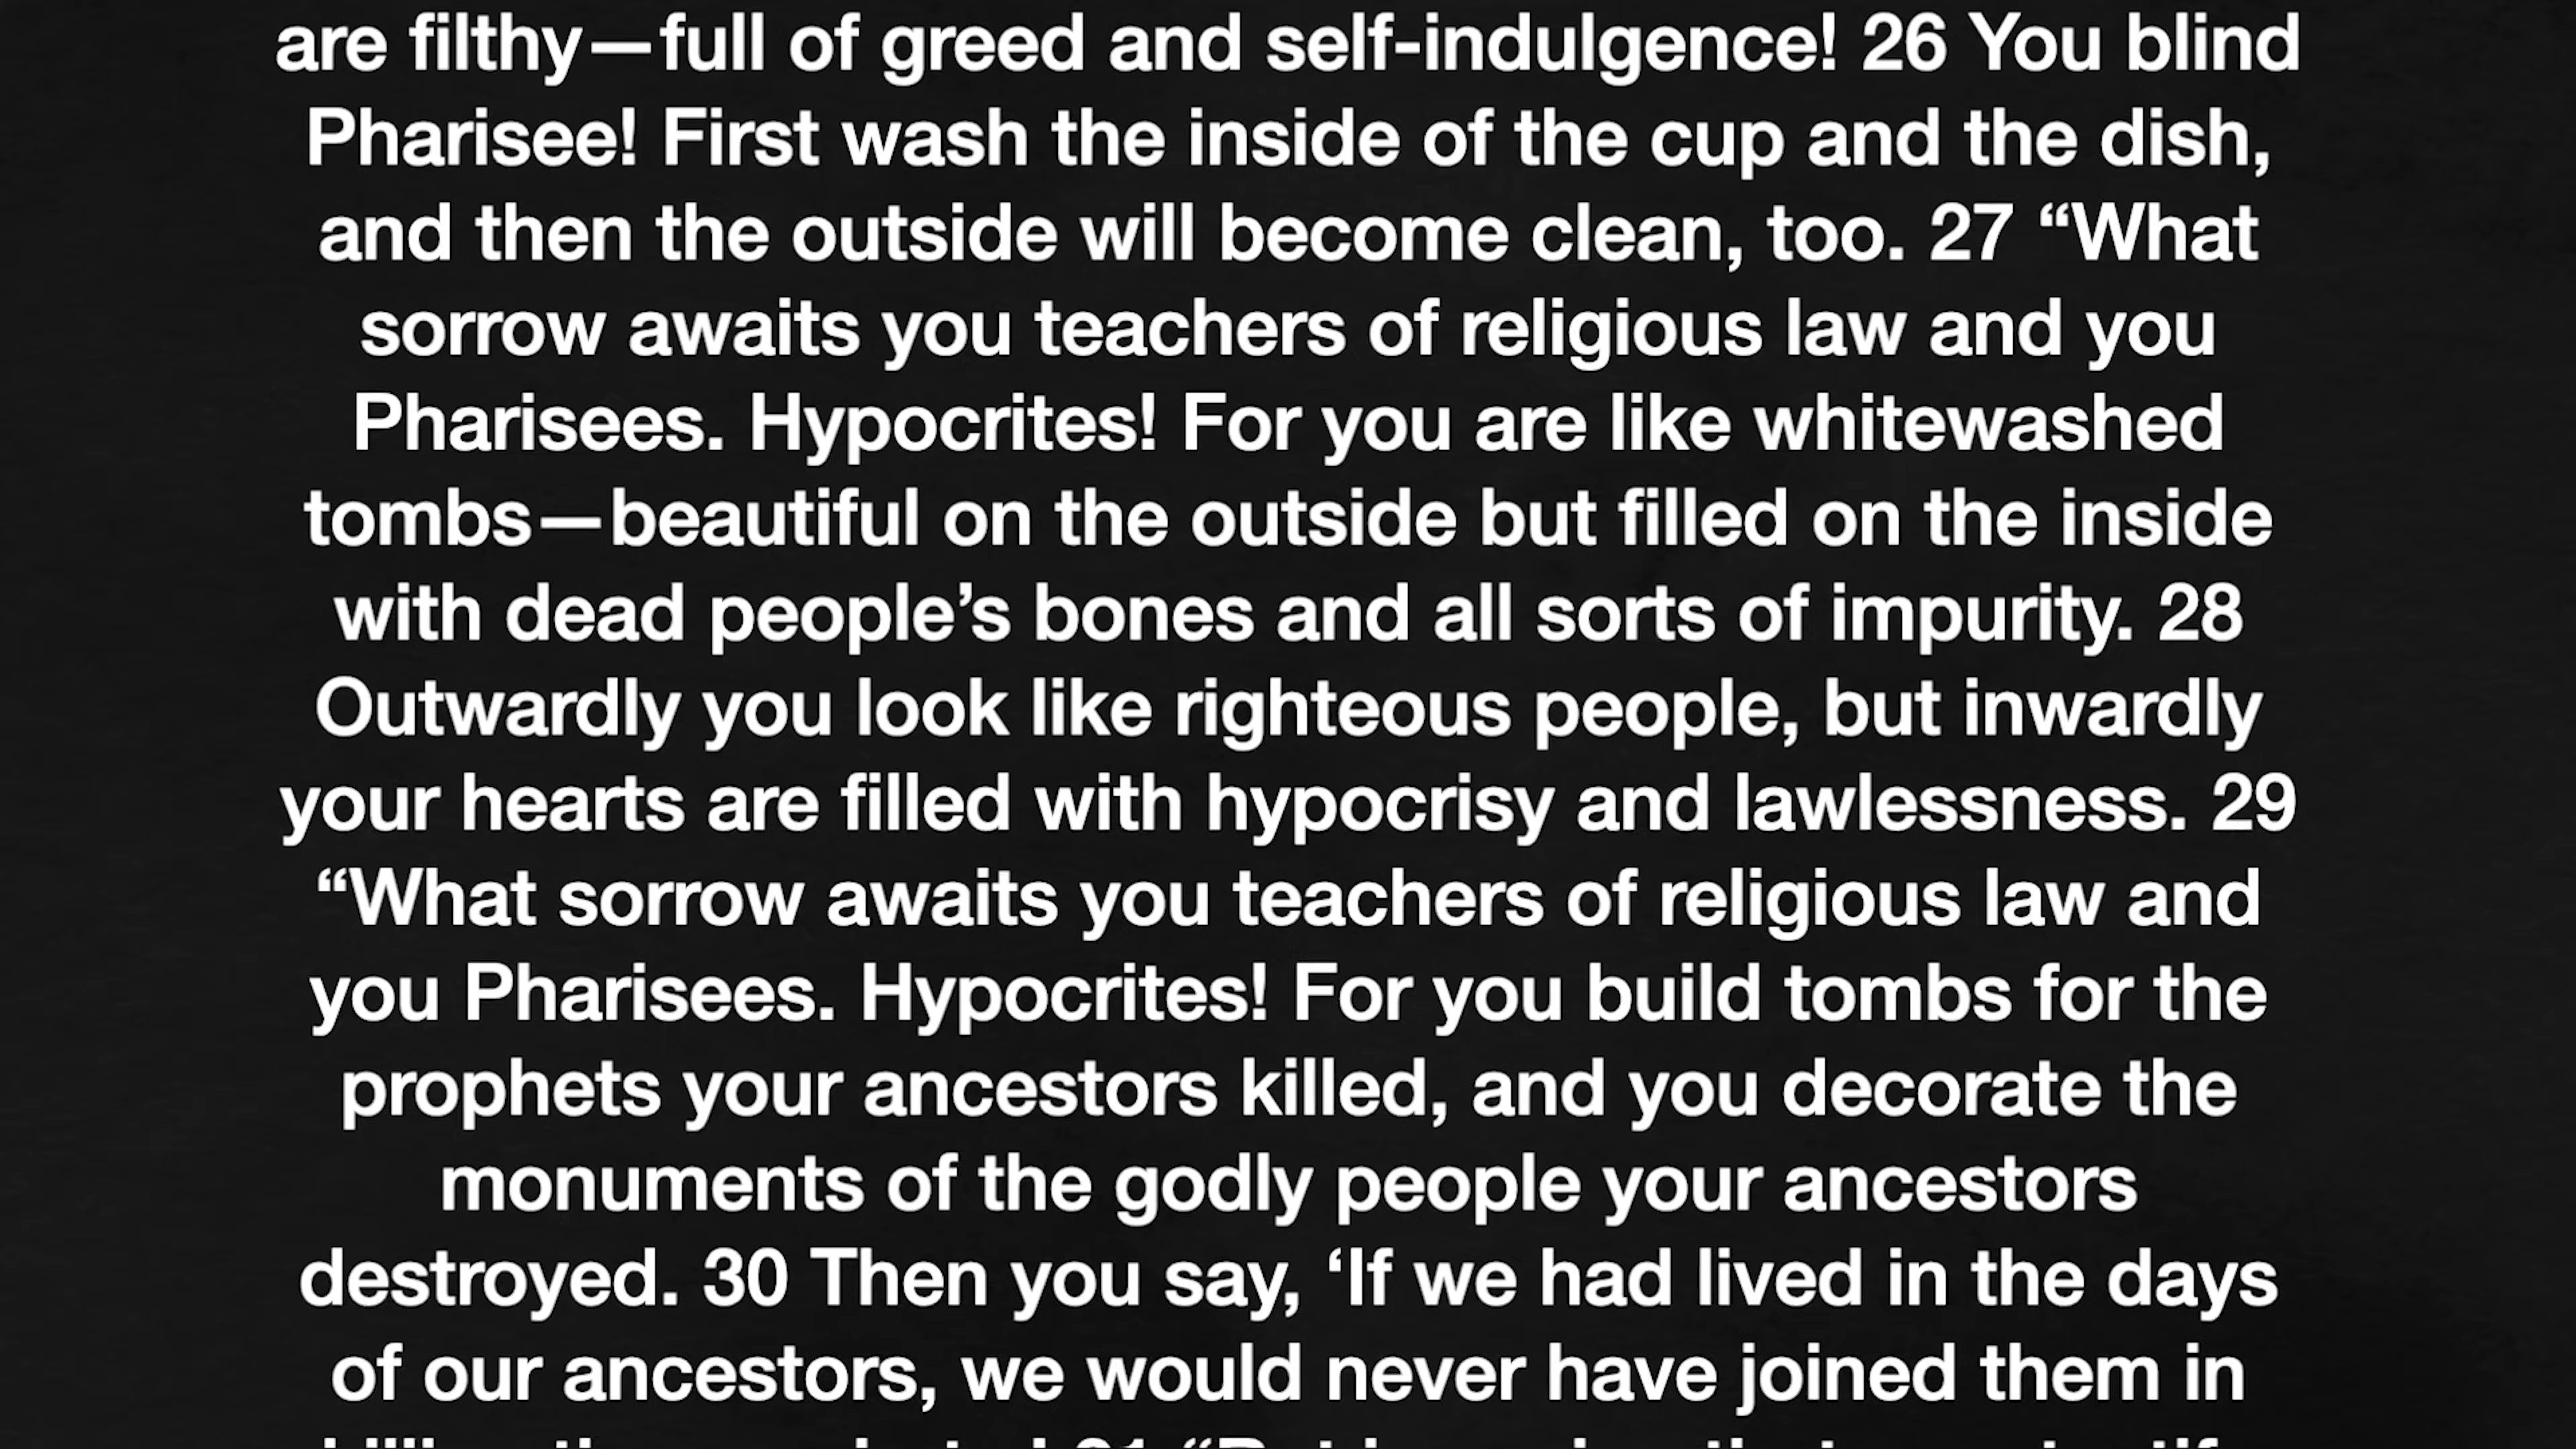 are filthy—full of greed and self-indulgence! 26 You blind
Pharisee! First wash the inside of the cup and the dish,
and then the outside will become clean, too. 27 “What
sorrow awaits you teachers of religious law and you
Pharisees. Hypocrites! For you are like whitewashed
tombs—beautiful on the outside but filled on the inside
with dead people’s bones and all sorts of impurity. 28
Outwardly you look like righteous people, but inwardly
your hearts are filled with hypocrisy and lawlessness. 29
“What sorrow awaits you teachers of religious law and
you Pharisees. Hypocrites! For you build tombs for the
prophets your ancestors killed, and you decorate the
monuments of the godly people your ancestors
destroyed. 30 Then you say, ‘If we had lived in the days
of our ancestors, we would never have joined them in